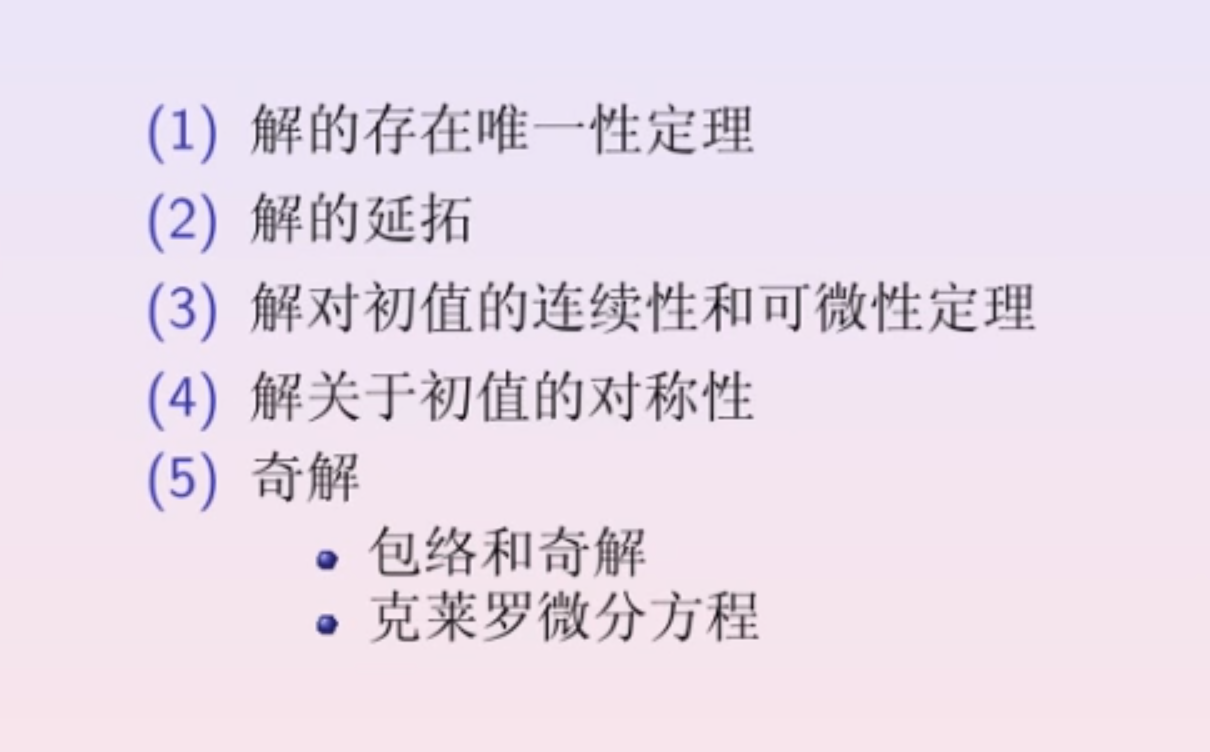 (1) 解的存在唯一性定理
(2) 解的延拓
(3) 解对初值的连续性和可微性定理
(4) 解关于初值的对称性
(5) 奇解
• 包络和奇解
• 克莱罗微分方程